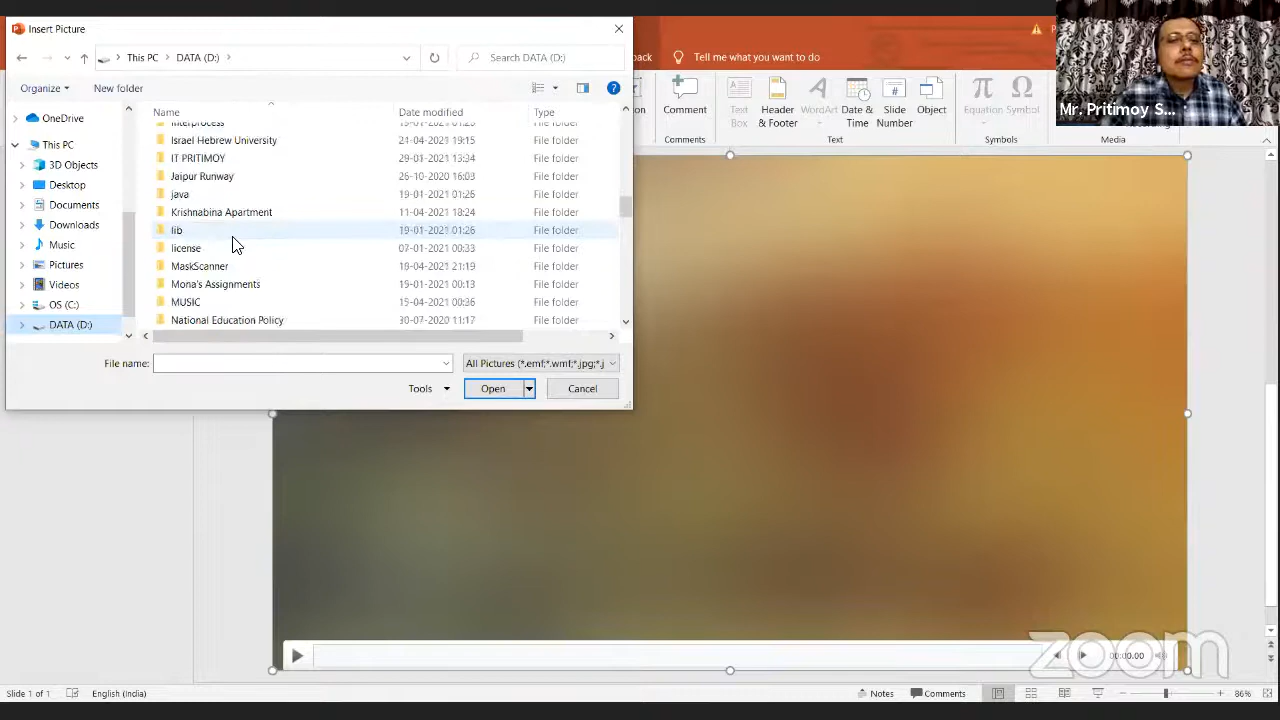 Insert Picture
This PC
DATA (D:)
Search DATA (D:)
Tell me what you want to do
Mr. Pritimoy S...
Organize
New folder
Comment
Text Box
Header & Footer
WordArt
Date & Time
Slide Number
Object
Equation
Symbol
Comments
Text
Symbols
Media
Name
Date modified
Type
OneDrive
This PC
3D Objects
Desktop
Documents
Downloads
Music
Pictures
Videos
OS (C:)
DATA (D:)
Israel Hebrew University 21-04-2021 19:15 File folder
IT PRITIMOY 29-01-2021 13:34 File folder
Jaipur Runway 26-10-2020 16:03 File folder
java 19-01-2021 01:26 File folder
Krishnabina Apartment 11-04-2021 18:24 File folder
lib 19-01-2021 01:26 File folder
license 07-01-2021 00:33 File folder
MaskScanner 19-04-2021 21:19 File folder
Mona's Assignments 19-01-2021 00:13 File folder
MUSIC 19-04-2021 00:36 File folder
National Education Policy 30-07-2020 11:17 File folder
File name:
All Pictures (*.emf;*.wmf;*.jpg;*.j
Tools
Open
Cancel
00:00.00
zoom
Slide 1 of 1
English (India)
Notes
Comments
86%